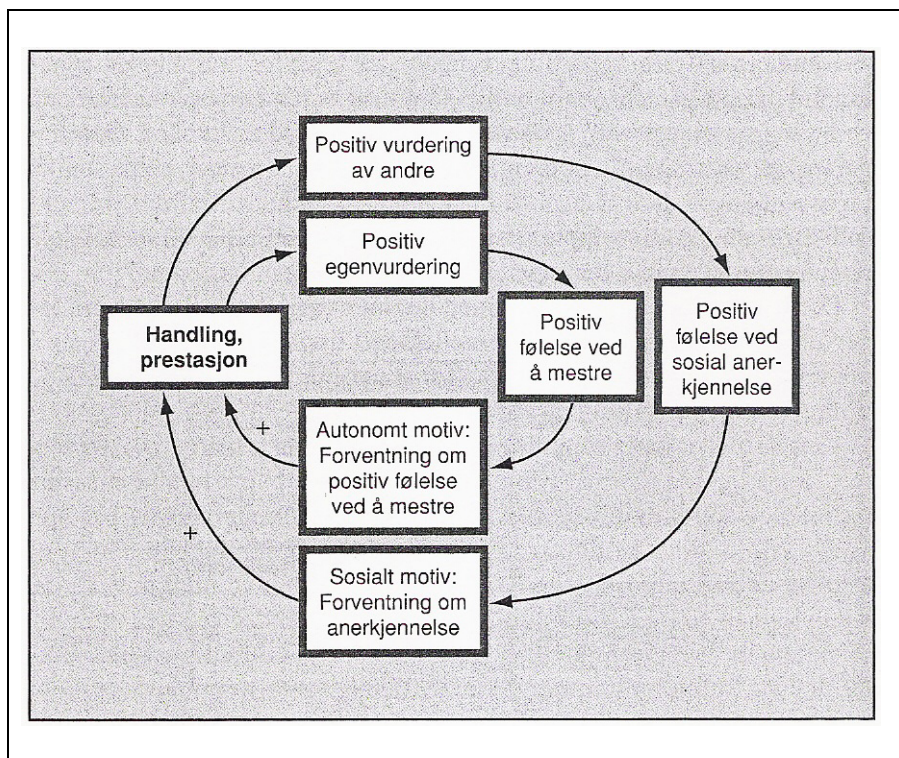 Positiv vurdering
av andre
Positiv
egenvurdering
Handling,
prestasjon
Positiv
følelse ved
å mestre
Positiv
følelse ved
sosial aner-
kjennelse
+
Autonomt motiv:
Forventning om
positiv følelse
ved å mestre
+
Sosialt motiv:
Forventning om
anerkjennelse